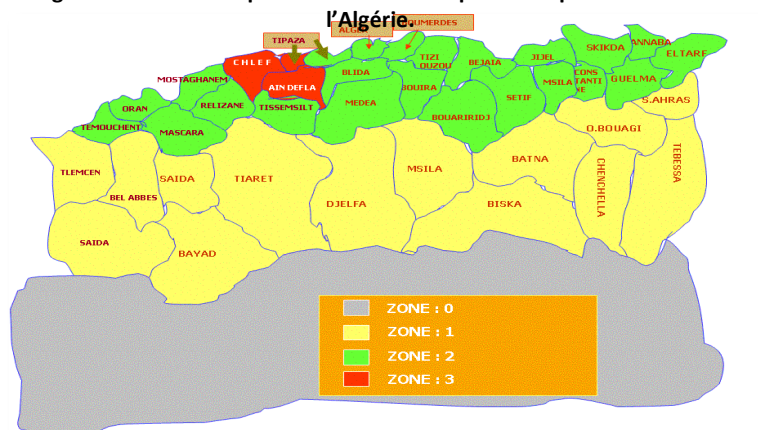 l'Algérie.
BOUMERDES
TIPAZA
CHLEF
MOSTAGHANEM
AIN DEFLA
BLIDA
TIZI
OUZOU
BEJAIA
JIJEL
SKIKDA
ANNABA
ELTARF
ORAN
RELIZANE
TISSEMSILT
MEDEA
BOUIRA
BOUARIRIDJ
SETIF
MSILA
CONS
TANTI
NE
GUELMA
S.AHRAS
TEMOUCHENT
MASCARA
O.BOUAGI
TLEMCEN
BEL ABBES
SAIDA
TIARET
DJELFA
MSILA
BATNA
BISKA
CHENCHELLA
TEBESSA
SAIDA
BAYAD
ZONE : 0
ZONE : 1
ZONE : 2
ZONE : 3